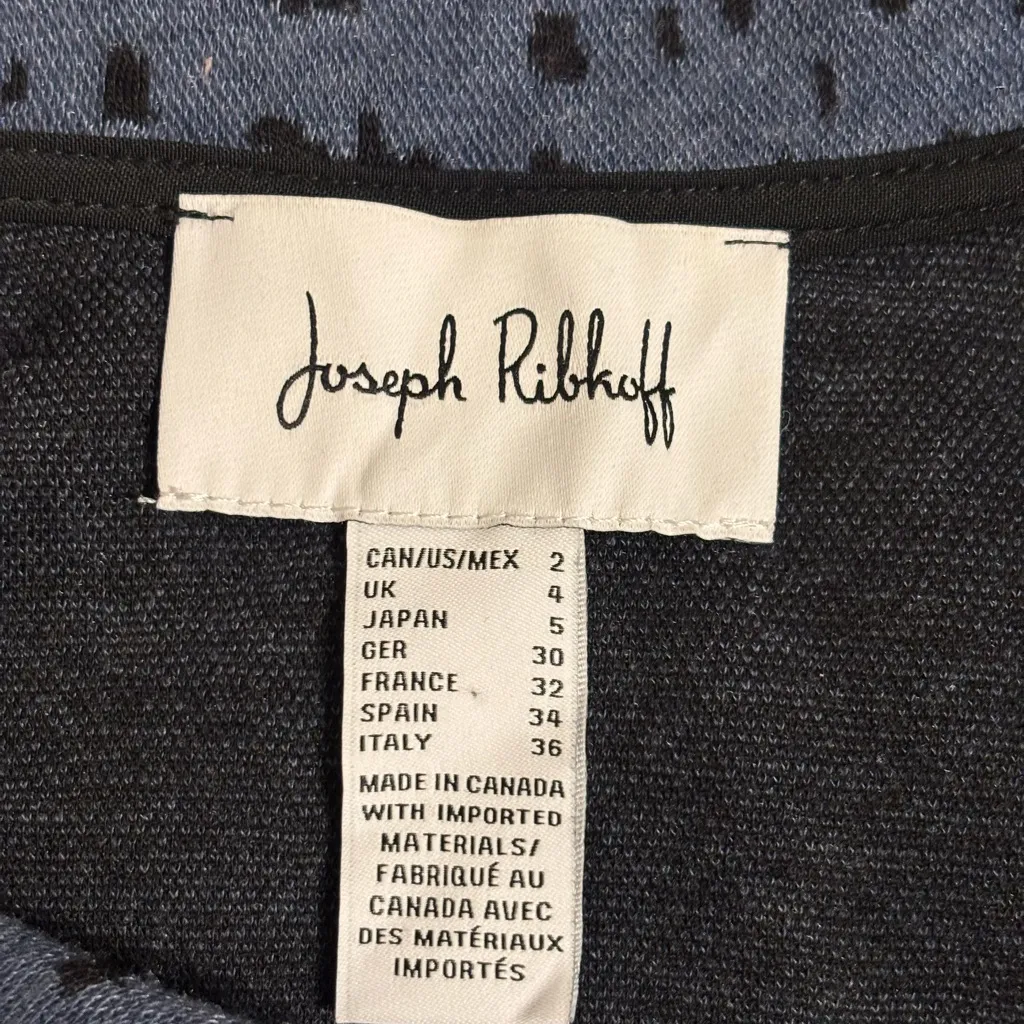 Joseph Ribkoff
CAN/US/MEX 2
UK 4
JAPAN 5
GER 30
FRANCE 32
SPAIN 34
ITALY 36
MADE IN CANADA
WITH IMPORTED
MATERIALS/
FABRIQUÉ AU
CANADA AVEC
DES MATÉRIAUX
IMPORTÉS